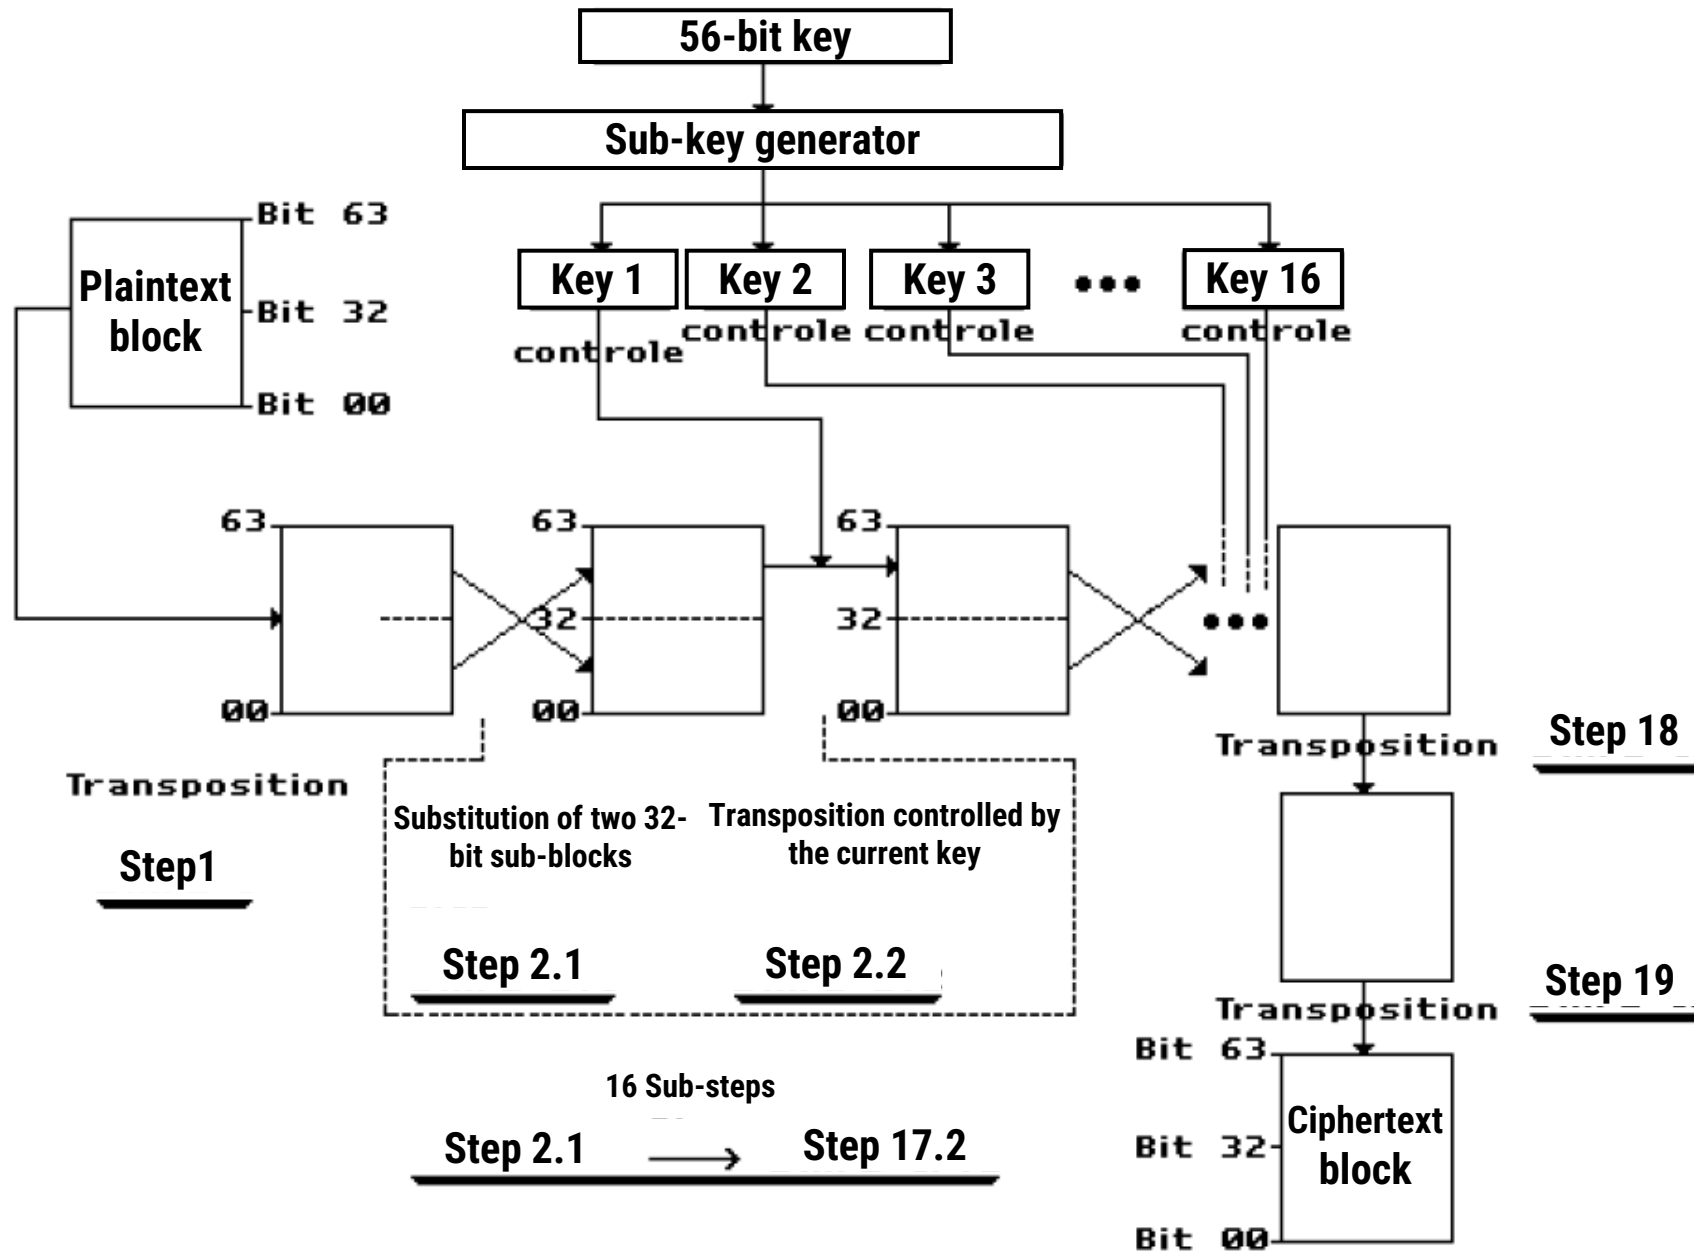 56-bit key
Sub-key generator
Bit 63
Plaintext
block
Bit 32
Bit 00
Key 1
Key 2
Key 3
•••
Key 16
controle
controle
controle
controle
63
32
00
63
32
00
63
00
•••
Transposition
Step1
Substitution of two 32-
bit sub-blocks
Transposition controlled by
the current key
Step 2.1
Step 2.2
16 Sub-steps
Step 2.1 → Step 17.2
Transposition
Step 18
Transposition
Step 19
Bit 63
Ciphertext
block
Bit 32
Bit 00